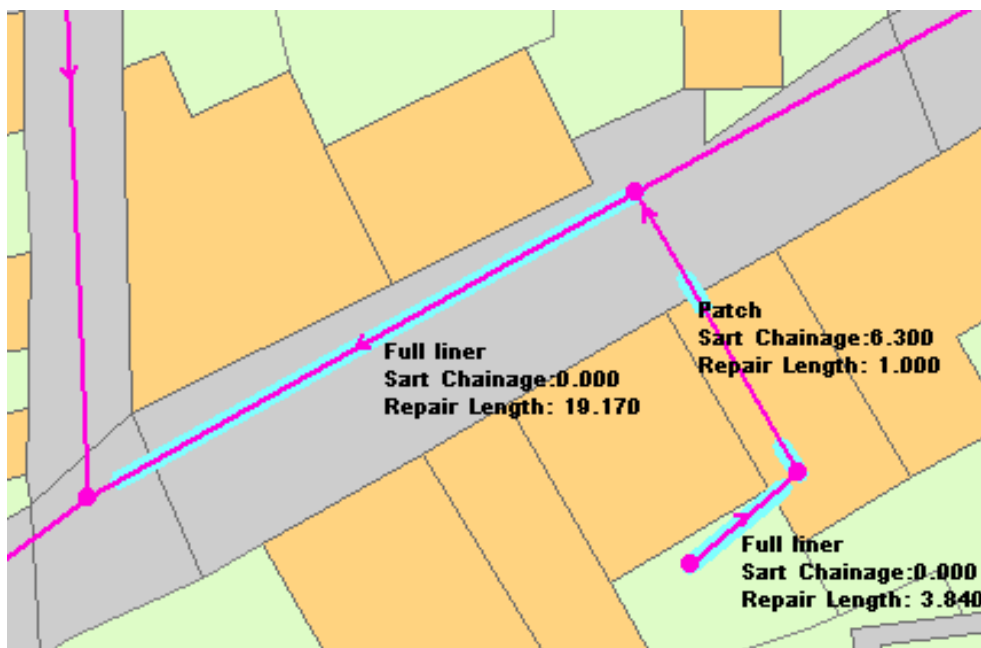 Patch
Sart Chainage:6.300
Repair Length: 1.000
Full liner
Sart Chainage:0.000
Repair Length: 19.170
Full liner
Sart Chainage:0.000
Repair Length: 3.840